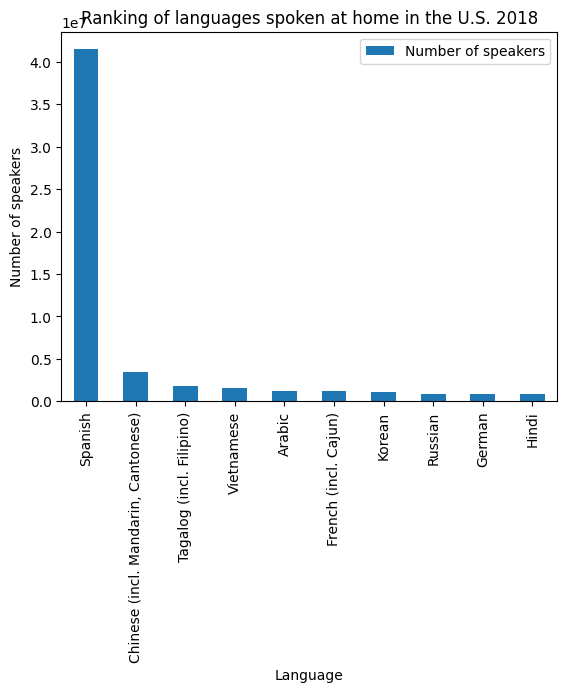 Ranking of languages spoken at home in the U.S. 2018
1e7
Number of speakers
Number of speakers
4.0
3.5
3.0
2.5
2.0
1.5
1.0
0.5
0.0
Spanish
Chinese (incl. Mandarin, Cantonese)
Tagalog (incl. Filipino)
Vietnamese
Arabic
French (incl. Cajun)
Korean
Russian
German
Hindi
Language